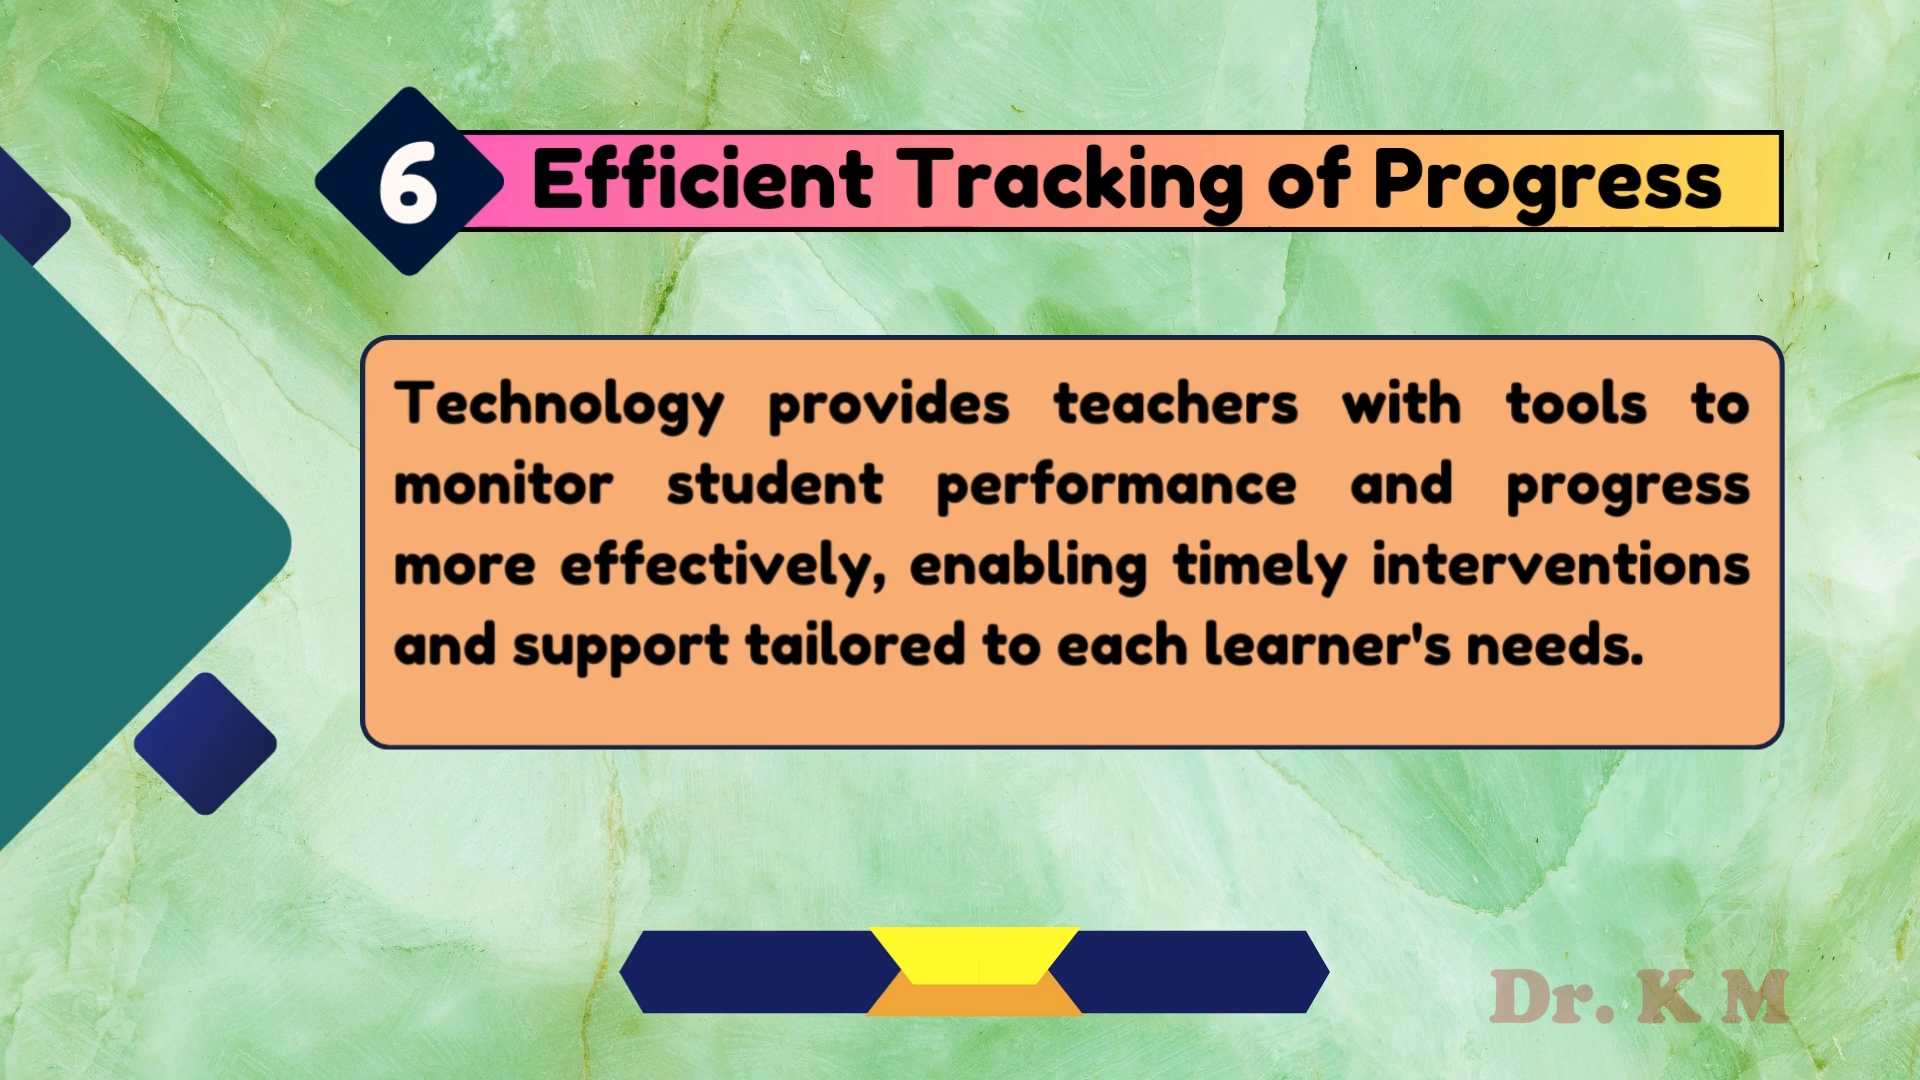 6
Efficient Tracking of Progress
Technology provides teachers with tools to
monitor student performance and progress
more effectively, enabling timely interventions
and support tailored to each learner's needs.
Dr. K M